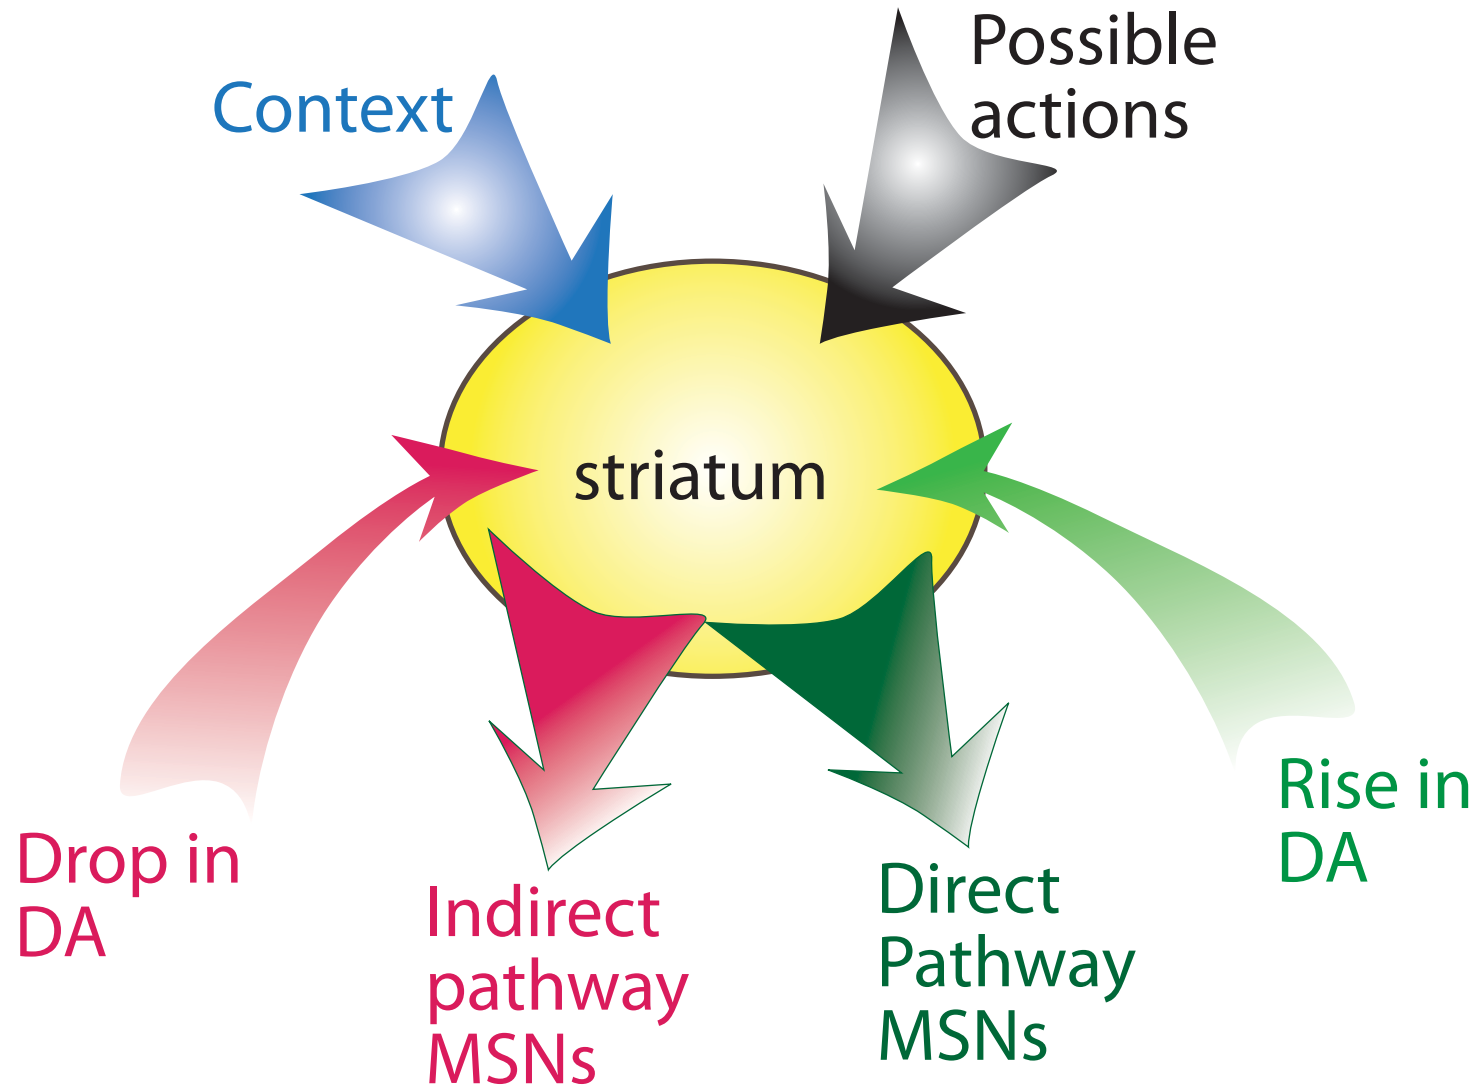 Context
Possible
actions
striatum
Drop in
DA
Indirect
pathway
MSNs
Direct
Pathway
MSNs
Rise in
DA